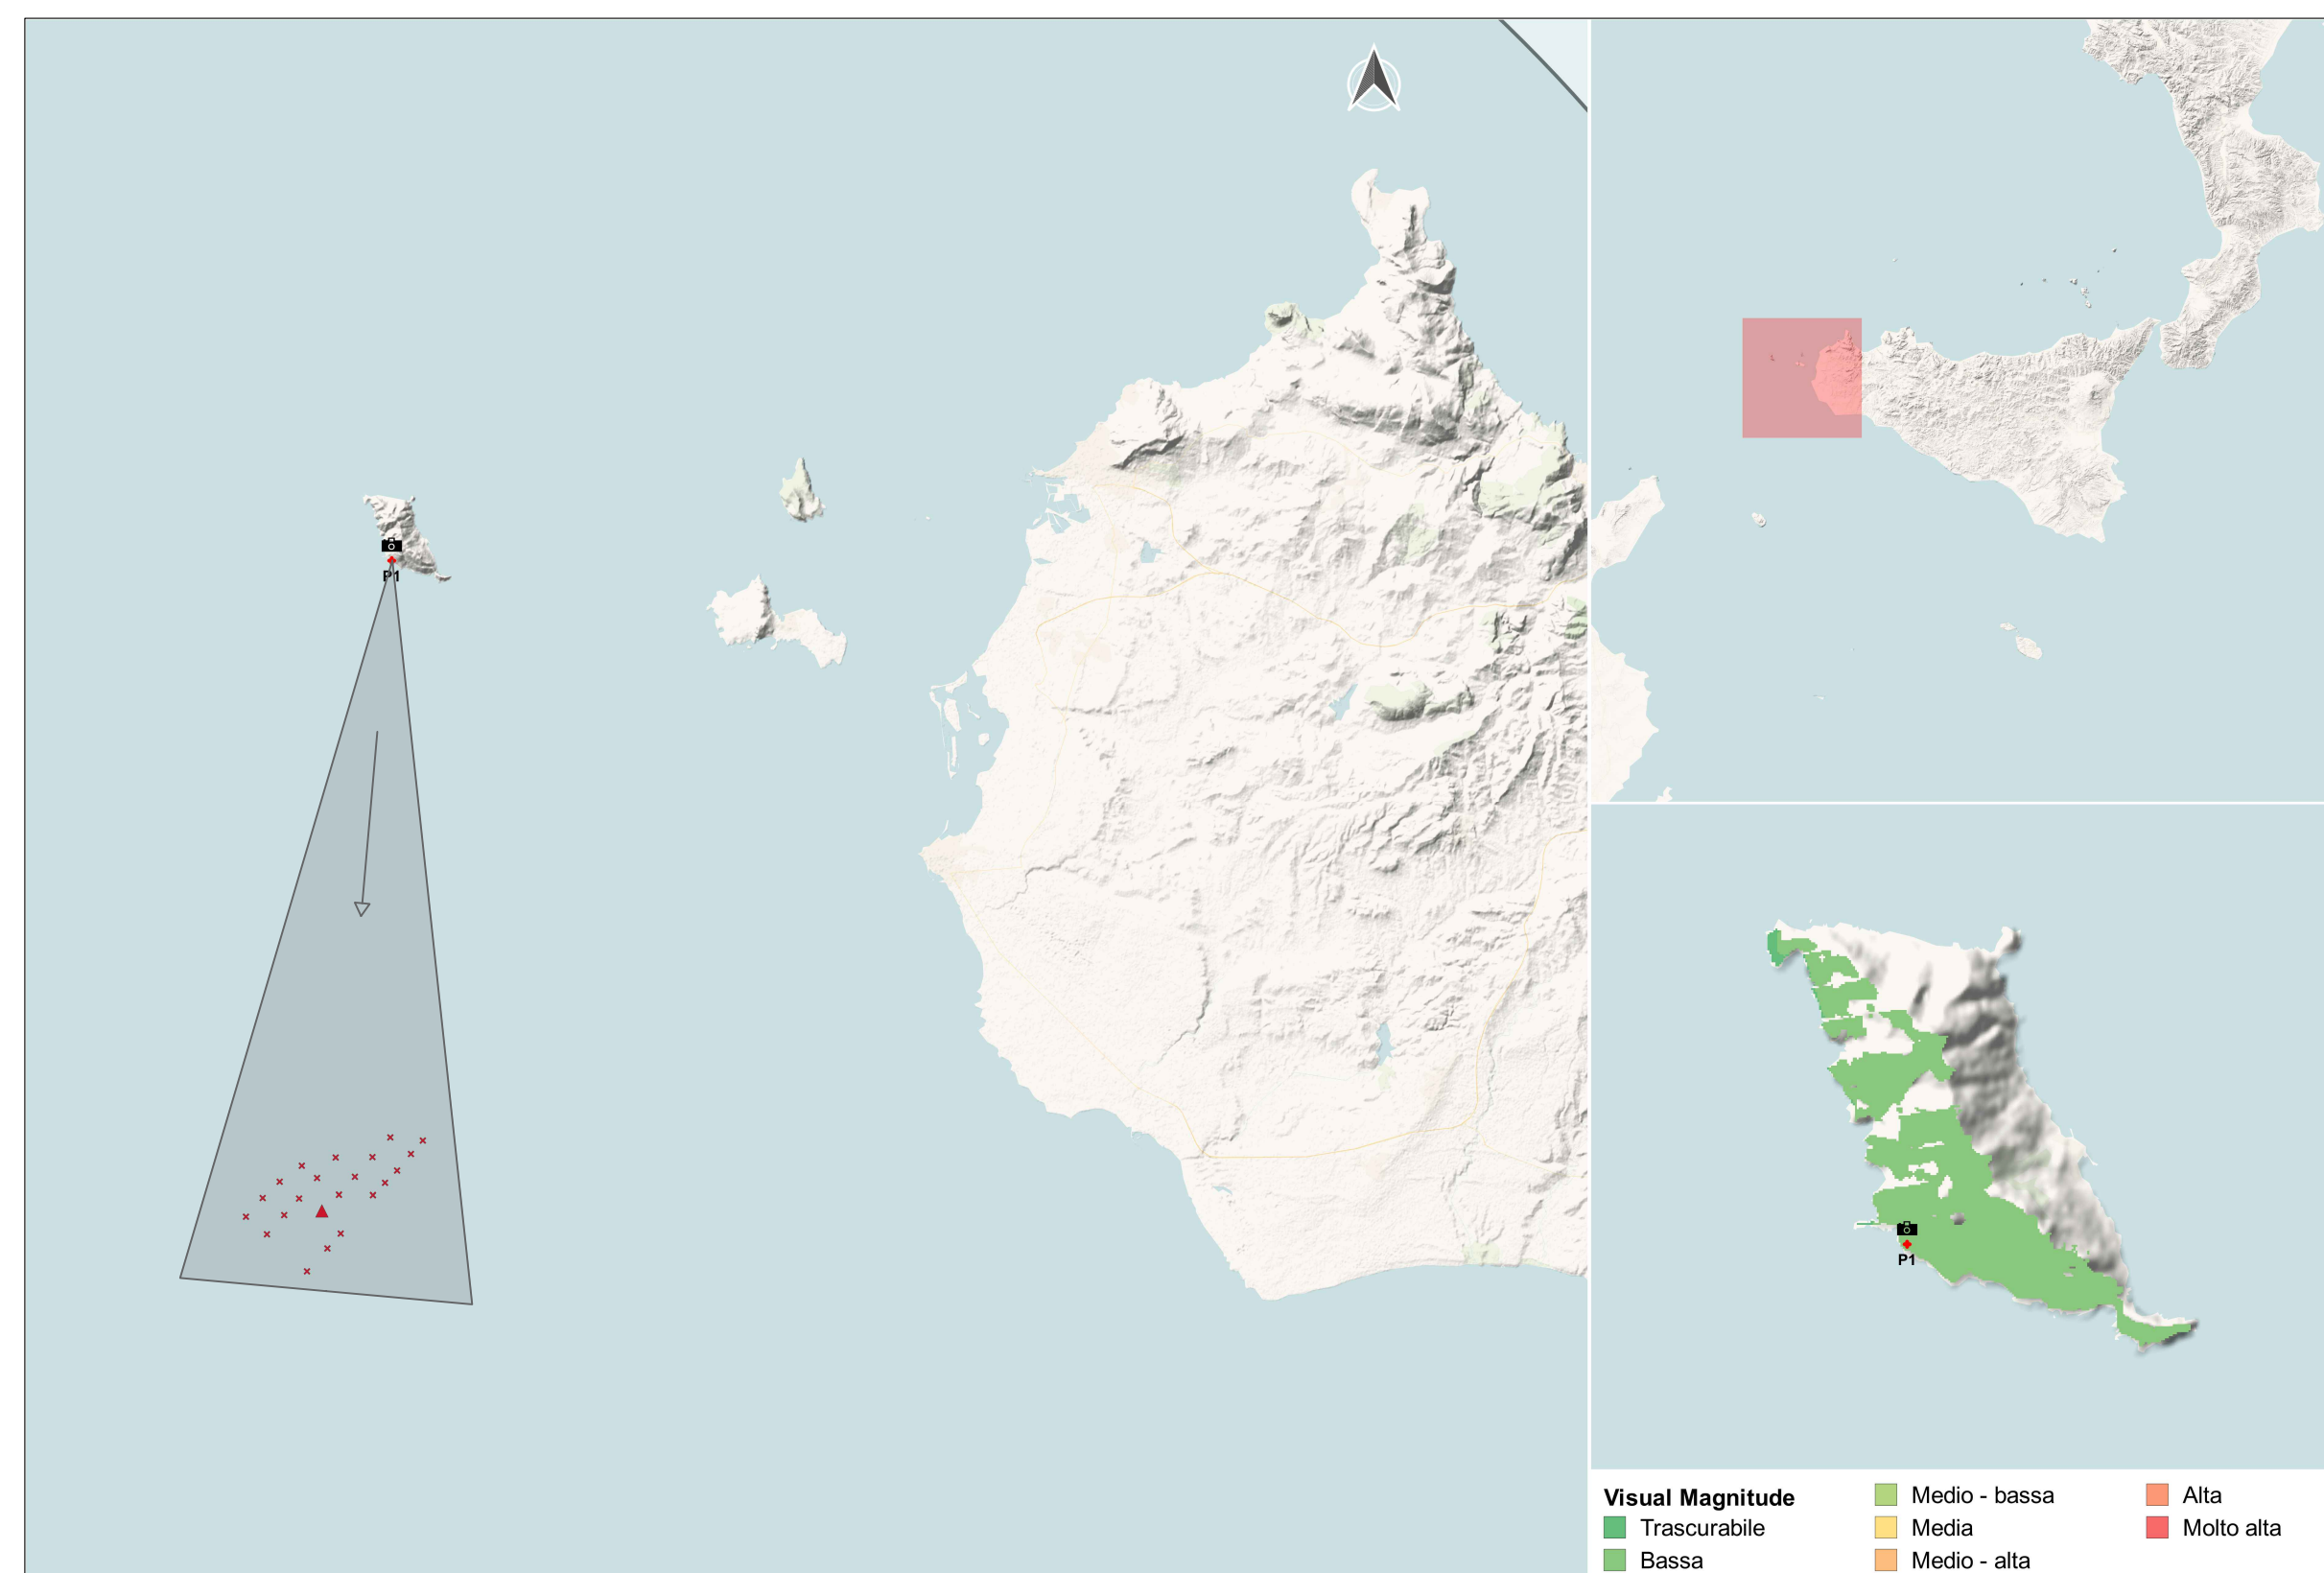 P1
P1
Visual Magnitude
Trascurabile
Bassa
Medio - bassa
Media
Medio - alta
Alta
Molto alta